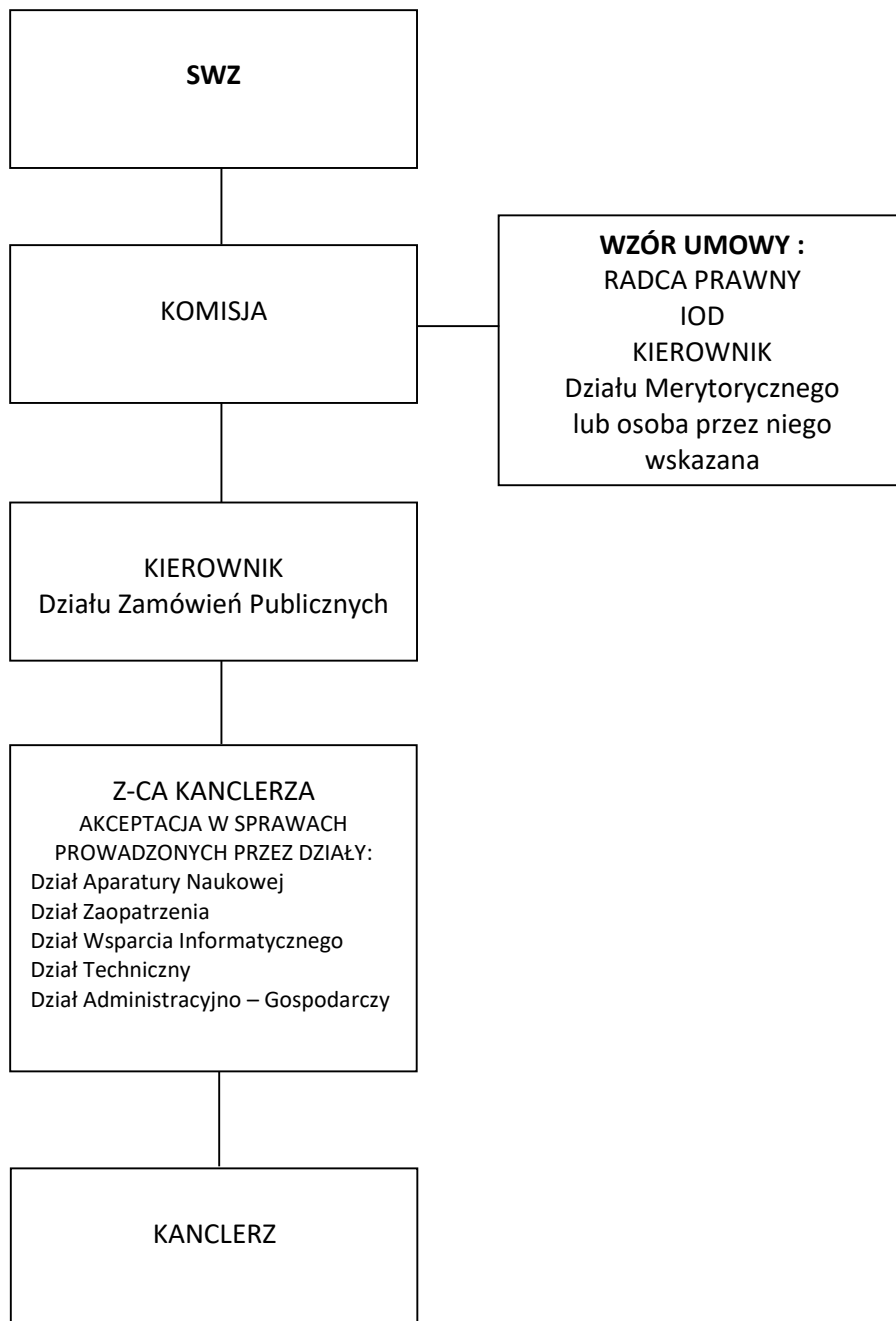 SWZ
KOMISJA
WZÓR UMOWY :
RADCA PRAWNY
IOD
KIEROWNIK
Działu Merytorycznego
lub osoba przez niego
wskazana
KIEROWNIK
Działu Zamówień Publicznych
Z-CA KANCLERZA
AKCEPTACJA W SPRAWACH
PROWADZONYCH PRZEZ DZIAŁY:
Dział Aparatury Naukowej
Dział Zaopatrzenia
Dział Wsparcia Informatycznego
Dział Techniczny
Dział Administracyjno – Gospodarczy
KANCLERZ